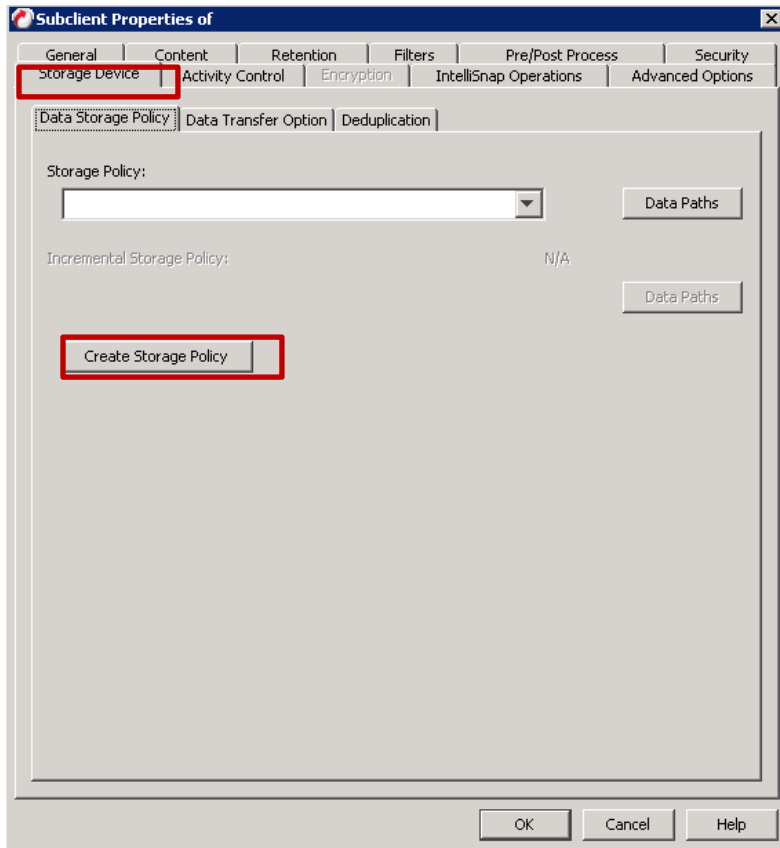 Subclient Properties of
General Content Retention Filters Pre/Post Process Security
Storage Device Activity Control Encryption IntelliSnap Operations Advanced Options
Data Storage Policy Data Transfer Option Deduplication
Storage Policy:
Data Paths
Incremental Storage Policy: N/A
Data Paths
Create Storage Policy
OK Cancel Help